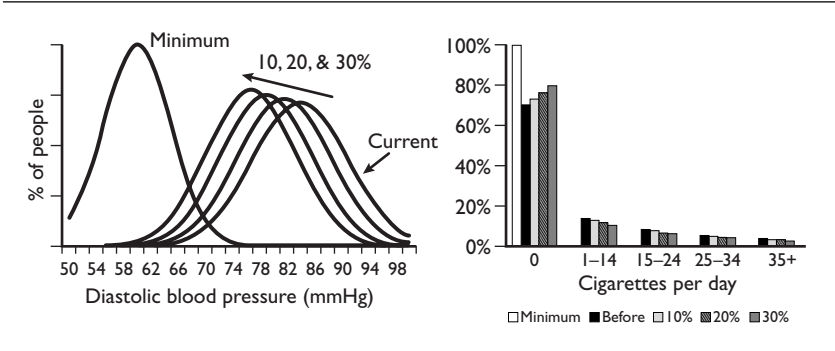 Minimum
10, 20, & 30%
Current
% of people
50 54 58 62 66 70 74 78 82 86 90 94 98
Diastolic blood pressure (mmHg)
100%
80%
60%
40%
20%
0%
0 1–14 15–24 25–34 35+
Cigarettes per day
Minimum Before 10% 20% 30%